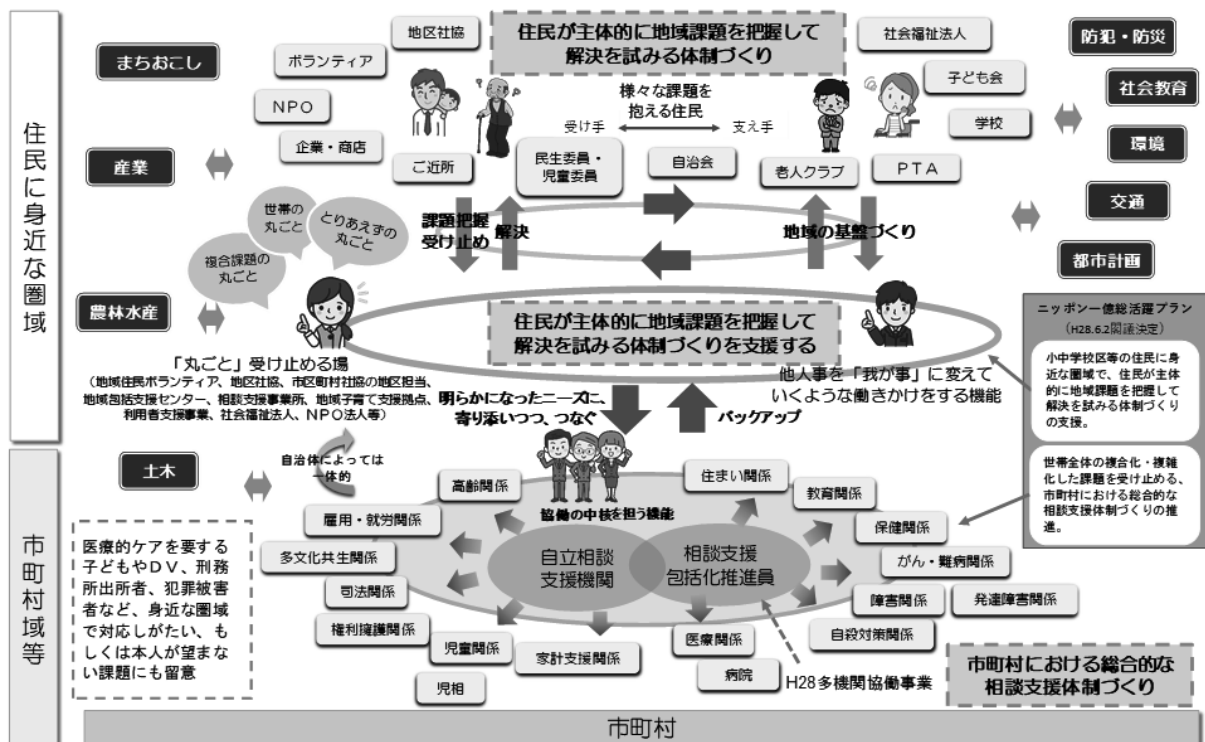 住民に身近な圏域
市町村域等
まちおこし
産業
農林水産
土木
ボランティア
地区社協
NPO
企業・商店
ご近所
住民が主体的に地域課題を把握して
解決を試みる体制づくり
様々な課題を
抱える住民
受け手
支え手
民生委員・
児童委員
自治会
老人クラブ
社会福祉法人
子ども会
学校
PTA
防犯・防災
社会教育
環境
交通
都市計画
世帯の
丸ごと
とりあえずの
丸ごと
複合課題の
丸ごと
課題把握
受け止め
解決
地域の基盤づくり
住民が主体的に地域課題を把握して
解決を試みる体制づくりを支援する
「丸ごと」受け止める場
(地域住民ボランティア、地区社協、市区町村社協の地区担当、
地域包括支援センター、相談支援事業所、地域子育て支援拠点、
利用者支援事業、社会福祉法人、NPO法人等)
明らかになったニーズに、
寄り添いつつ、つなぐ
バックアップ
他人事を「我が事」に変えて
いくような働きかけをする機能
ニッポン一億総活躍プラン
(H28.6.2閣議決定)
小中学校区等の住民に身
近な圏域で、住民が主体
的に地域課題を把握して
解決を試みる体制づくり
の支援。
世帯全体の複合化・複雑
化した課題を受け止める、
市町村における総合的な
相談支援体制づくりの推
進。
自治体によっては
一体的
協働の中核を担う機能
自立相談
支援機関
相談支援
包括化推進員
高齢関係
雇用・就労関係
多文化共生関係
司法関係
権利擁護関係
児童関係
児相
家計支援関係
住まい関係
教育関係
保健関係
がん・難病関係
障害関係
発達障害関係
自殺対策関係
医療関係
病院
H28多機関協働事業
医療的ケアを要する
子どもやDV、刑務
所出所者、犯罪被害
者など、身近な圏域
で対応しがたい、も
しくは本人が望まな
い課題にも留意
市町村における総合的な
相談支援体制づくり
市町村